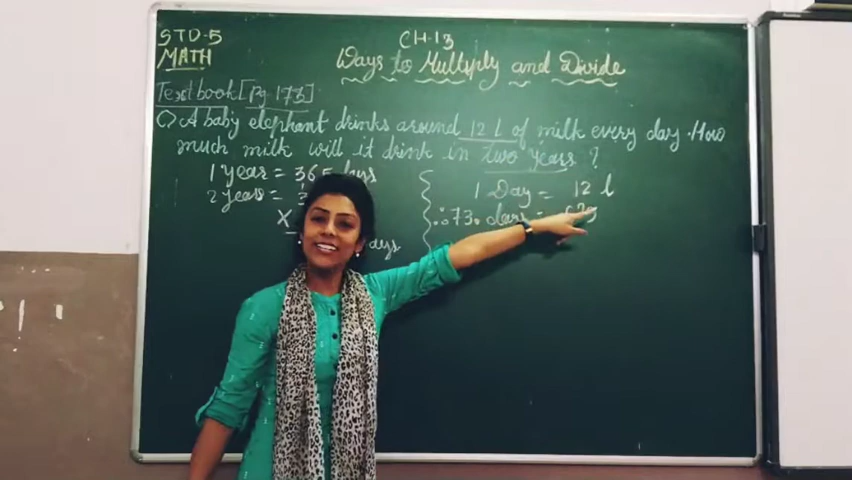 STD-5
MATH
CH-13
Ways to Multiply and Divide
Textbook [Pg 173]
Q A baby elephant drinks around 12 L of milk every day. How
much milk will it drink in two years ?
1 year = 365 days
2 years = 3
X
days.
1 Day = 12 l
∴ 730 days =